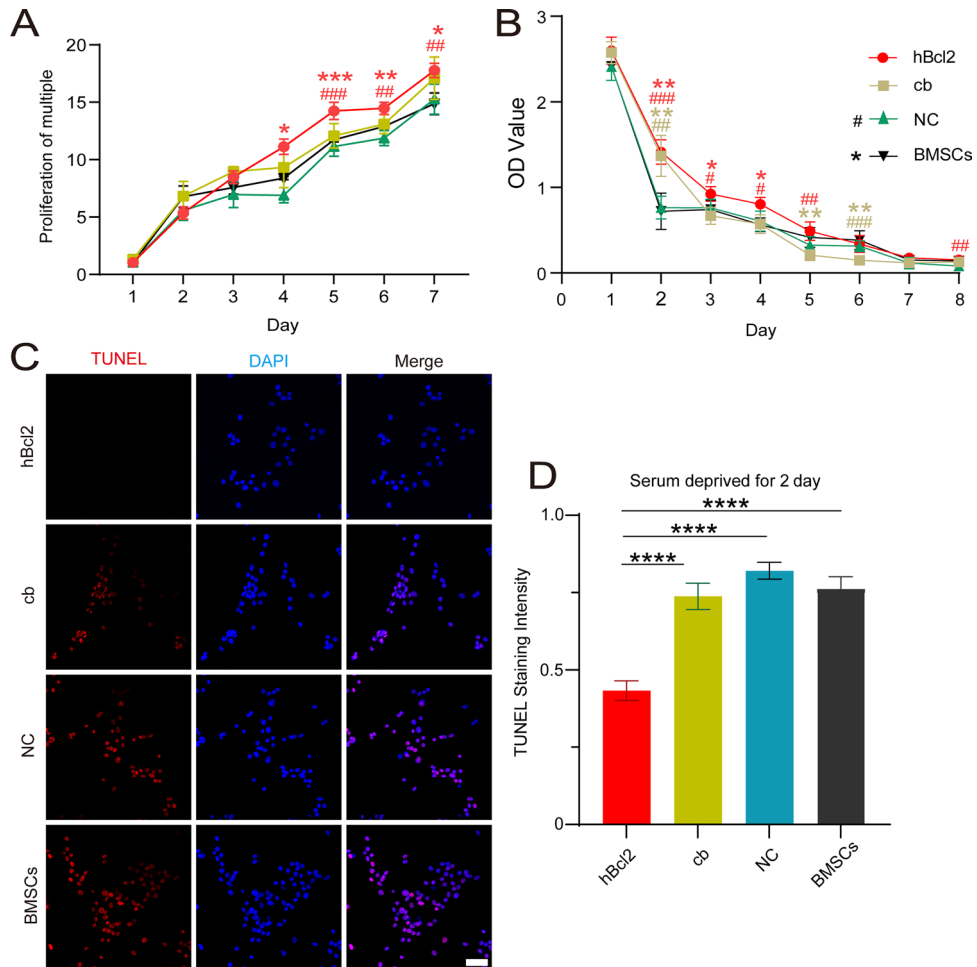 A
Proliferation of multiple
20
15
10
5
0
1 2 3 4 5 6 7
Day
*
***
###
**
##
*
##
B
OD Value
3
2
1
0
0 1 2 3 4 5 6 7 8
Day
**
###
**
##
*
#
*
#
##
**
**
###
##
hBcl2
cb
# NC
* BMSCs
C
TUNEL DAPI Merge
hBcl2
cb
NC
BMSCs
D
Serum deprived for 2 day
TUNEL Staining Intensity
1.0
0.5
0
****
****
****
hBcl2 cb NC BMSCs